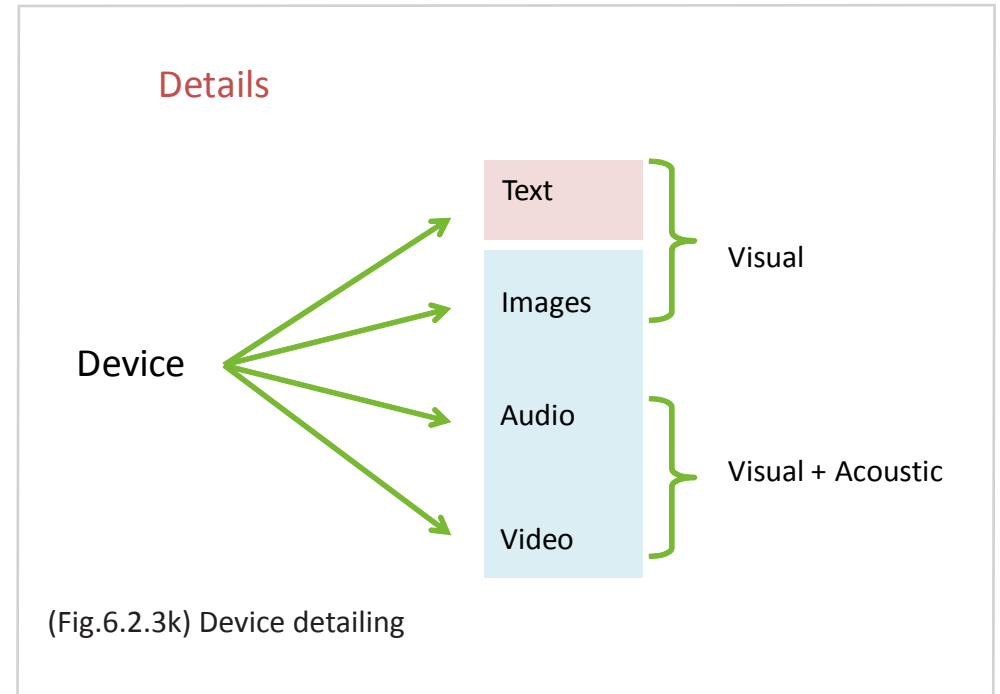 Details
Text
Visual
Images
Device
Audio
Visual + Acoustic
Video
(Fig.6.2.3k) Device detailing